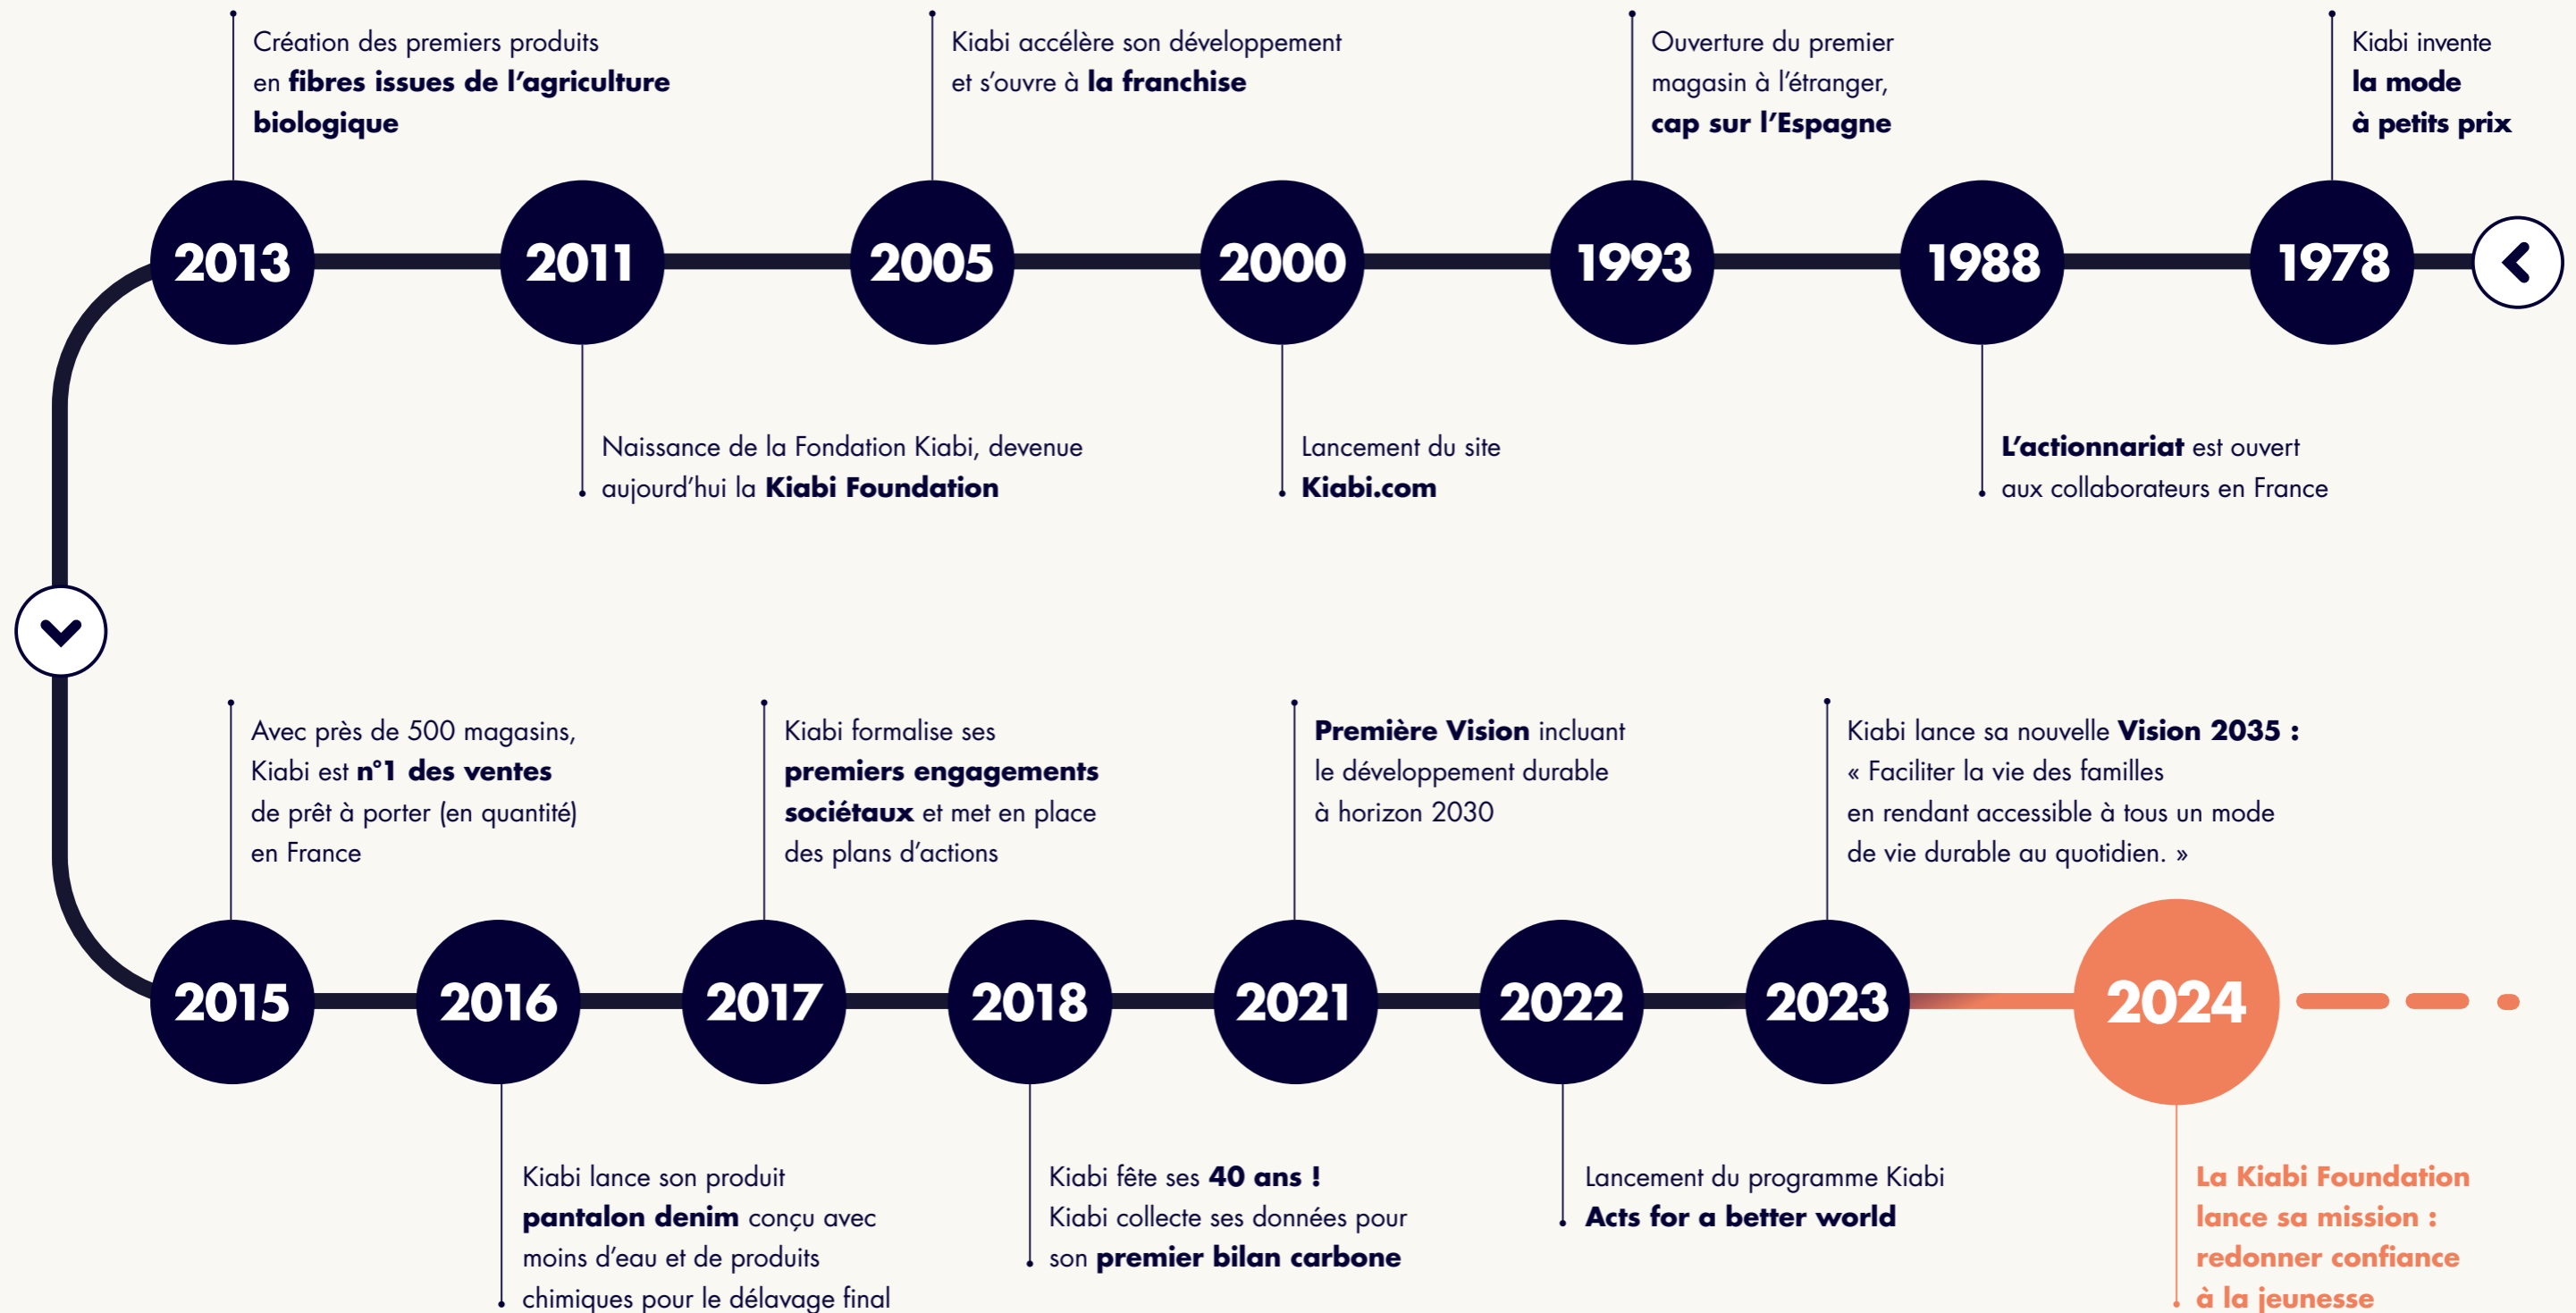 Kiabi invente
la mode
à petits prix
1978
1988
L’actionnariat est ouvert
aux collaborateurs en France
Ouverture du premier
magasin à l’étranger,
cap sur l’Espagne
1993
2000
Lancement du site
Kiabi.com
Kiabi accélère son développement
et s’ouvre à la franchise
2005
2011
Naissance de la Fondation Kiabi, devenue
aujourd’hui la Kiabi Foundation
Création des premiers produits
en fibres issues de l’agriculture
biologique
2013
Avec près de 500 magasins,
Kiabi est n°1 des ventes
de prêt à porter (en quantité)
en France
2015
2016
Kiabi lance son produit
pantalon denim conçu avec
moins d’eau et de produits
chimiques pour le délavage final
Kiabi formalise ses
premiers engagements
sociétaux et met en place
des plans d’actions
2017
2018
Kiabi fête ses 40 ans !
Kiabi collecte ses données pour
son premier bilan carbone
Première Vision incluant
le développement durable
à horizon 2030
2021
2022
Lancement du programme Kiabi
Acts for a better world
Kiabi lance sa nouvelle Vision 2035 :
« Faciliter la vie des familles
en rendant accessible à tous un mode
de vie durable au quotidien. »
2023
2024
La Kiabi Foundation
lance sa mission :
redonner confiance
à la jeunesse